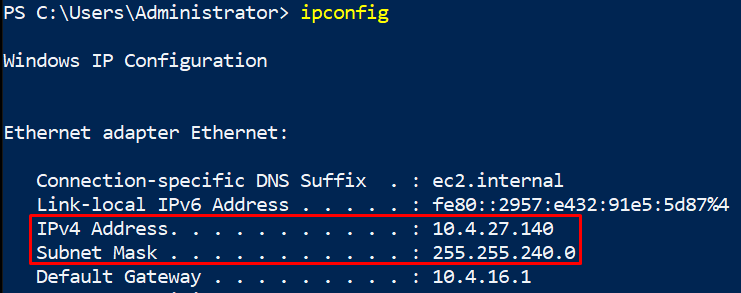 PS C:\Users\Administrator> ipconfig
Windows IP Configuration
Ethernet adapter Ethernet:
Connection-specific DNS Suffix  . : ec2.internal
Link-local IPv6 Address . . . . . : fe80::2957:e432:91e5:5d87%4
IPv4 Address. . . . . . . . . . . : 10.4.27.140
Subnet Mask . . . . . . . . . . . : 255.255.240.0
Default Gateway . . . . . . . . . : 10.4.16.1